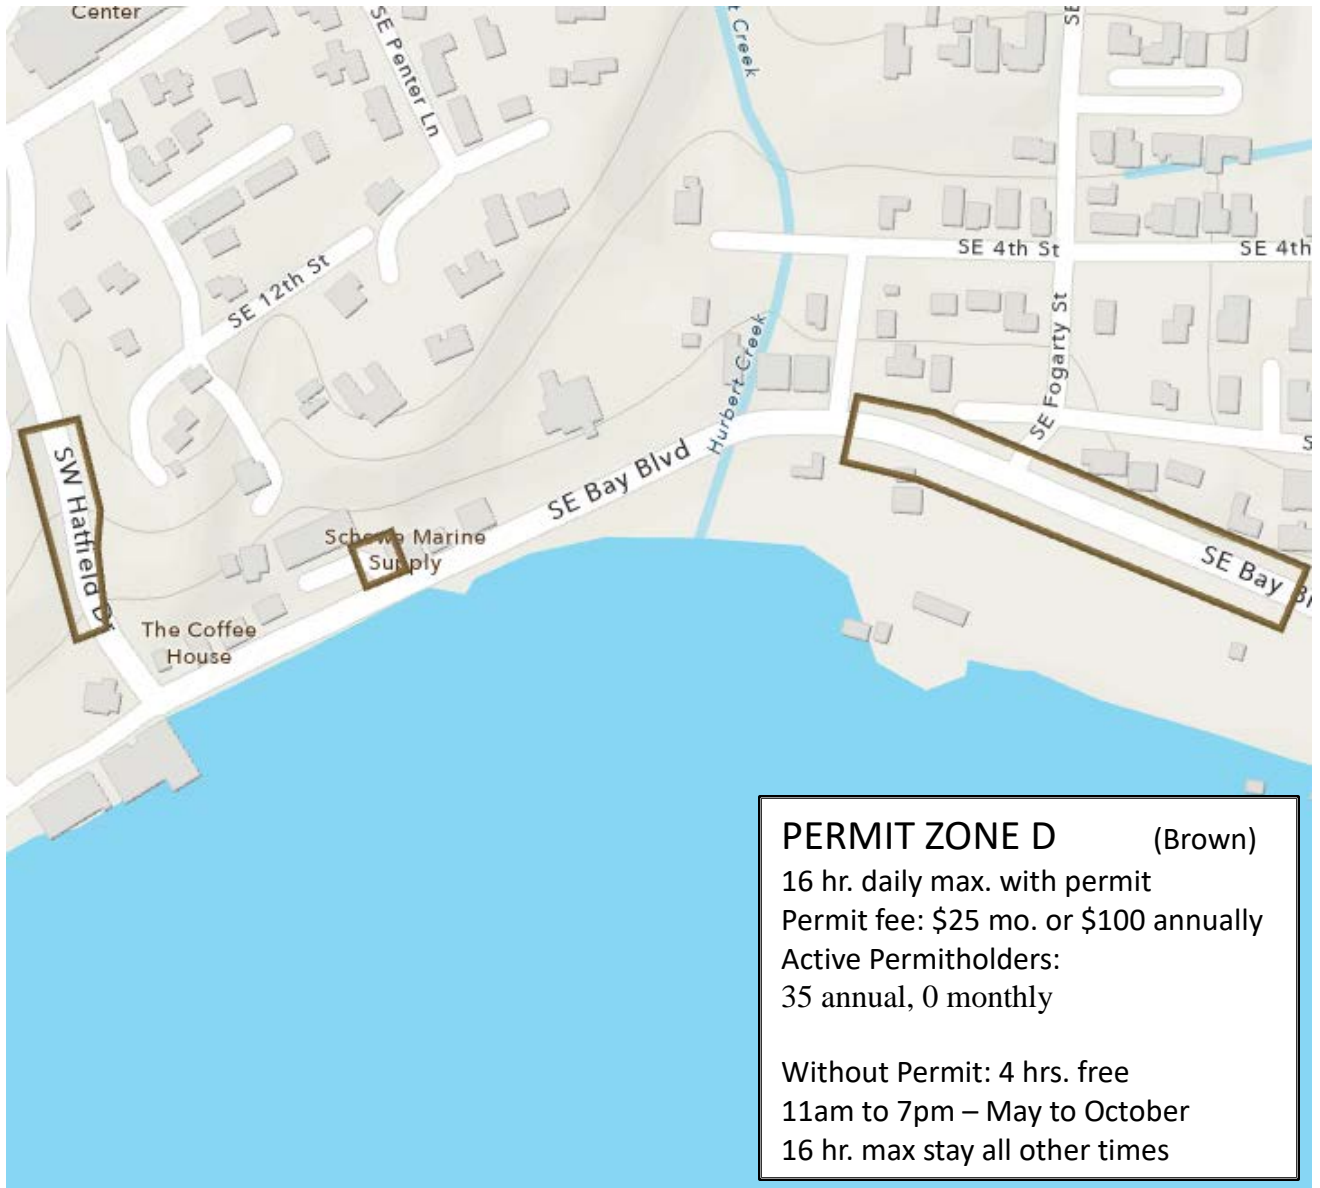 Center
SE Penter Ln
t Creek
SE
SE 4th St
SE 4th
SE 12th St
SE Fogarty St
Hurbert Creek
SW Hatfield Dr
SE Bay Blvd
S
Schewe Marine
Supply
SE Bay Bl
The Coffee
House
PERMIT ZONE D (Brown)
16 hr. daily max. with permit
Permit fee: $25 mo. or $100 annually
Active Permitholders:
35 annual, 0 monthly
Without Permit: 4 hrs. free
11am to 7pm – May to October
16 hr. max stay all other times